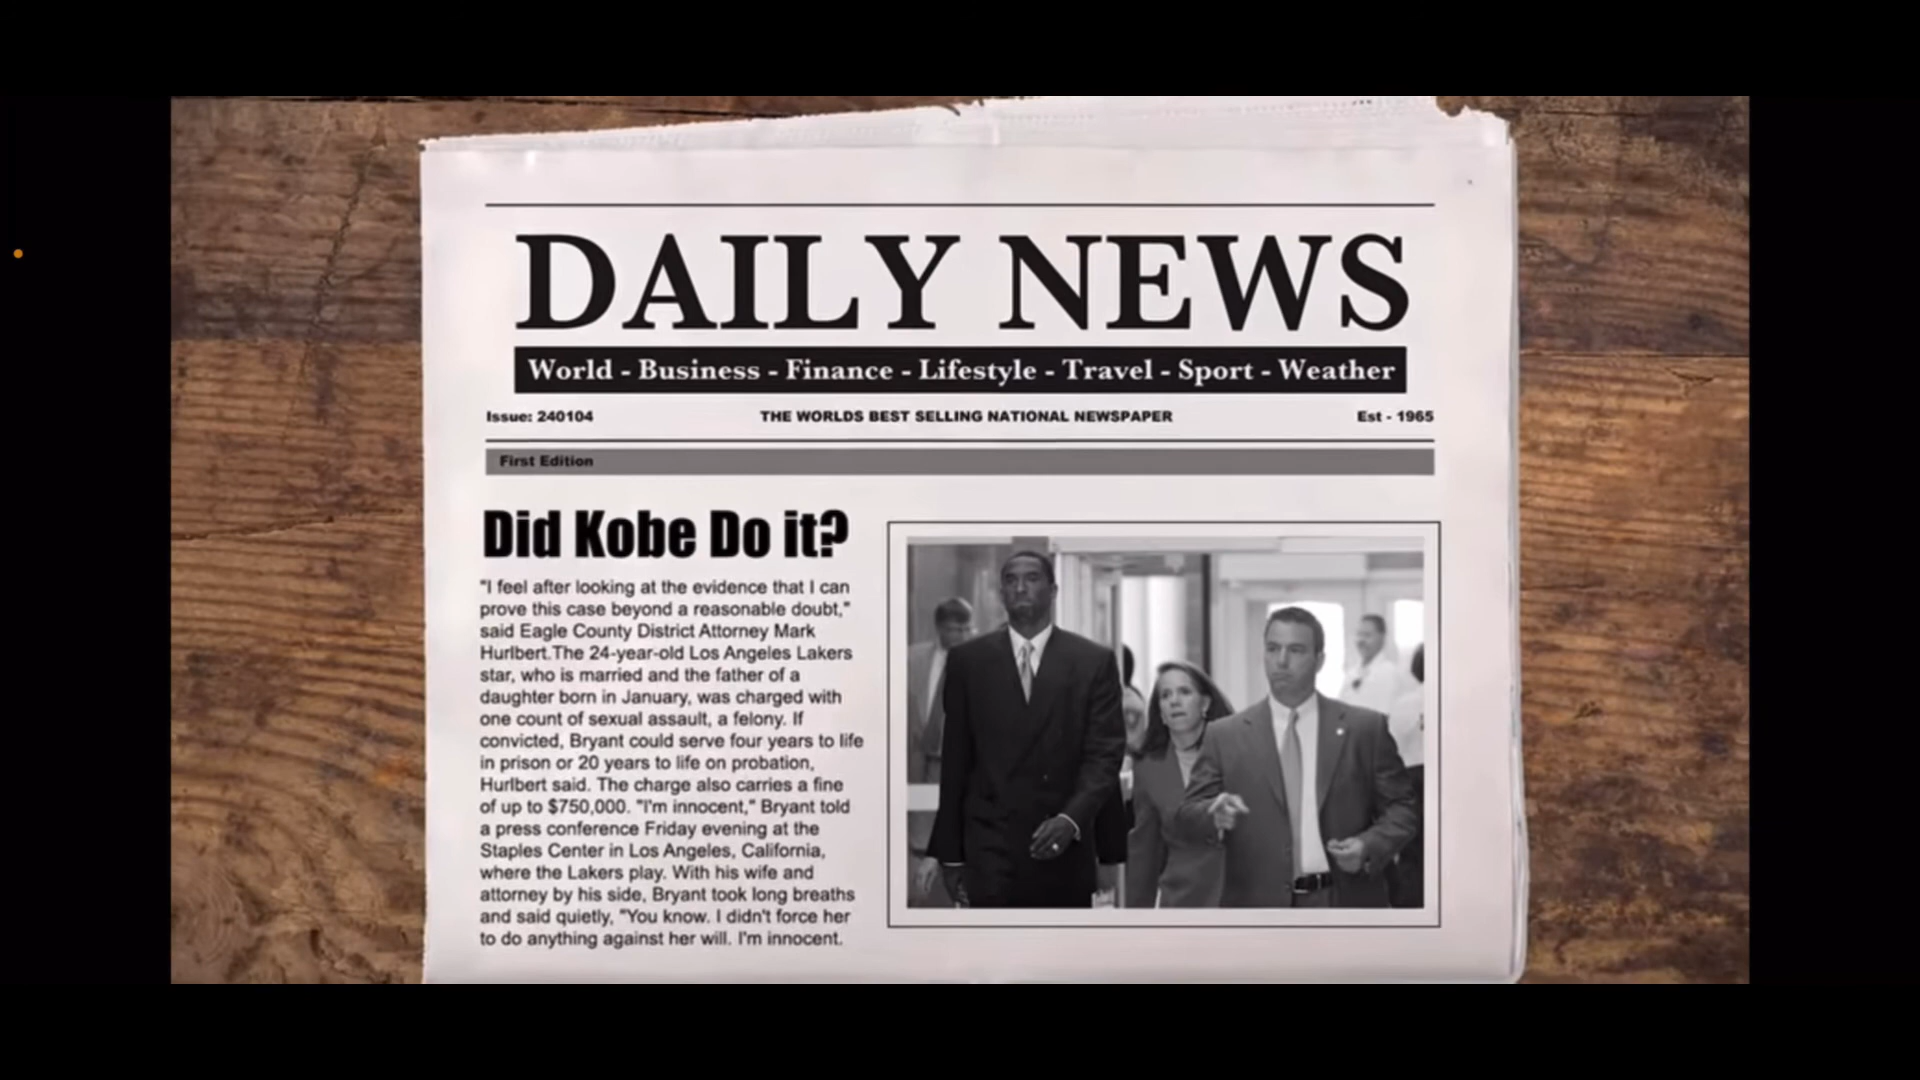 DAILY NEWS
World - Business - Finance - Lifestyle - Travel - Sport - Weather
Issue: 240104 THE WORLDS BEST SELLING NATIONAL NEWSPAPER Est - 1965
First Edition
Did Kobe Do it?
"I feel after looking at the evidence that I can
prove this case beyond a reasonable doubt,"
said Eagle County District Attorney Mark
Hurlbert.The 24-year-old Los Angeles Lakers
star, who is married and the father of a
daughter born in January, was charged with
one count of sexual assault, a felony. If
convicted, Bryant could serve four years to life
in prison or 20 years to life on probation,
Hurlbert said. The charge also carries a fine
of up to $750,000. "I'm innocent," Bryant told
a press conference Friday evening at the
Staples Center in Los Angeles, California,
where the Lakers play. With his wife and
attorney by his side, Bryant took long breaths
and said quietly, "You know. I didn't force her
to do anything against her will. I'm innocent.